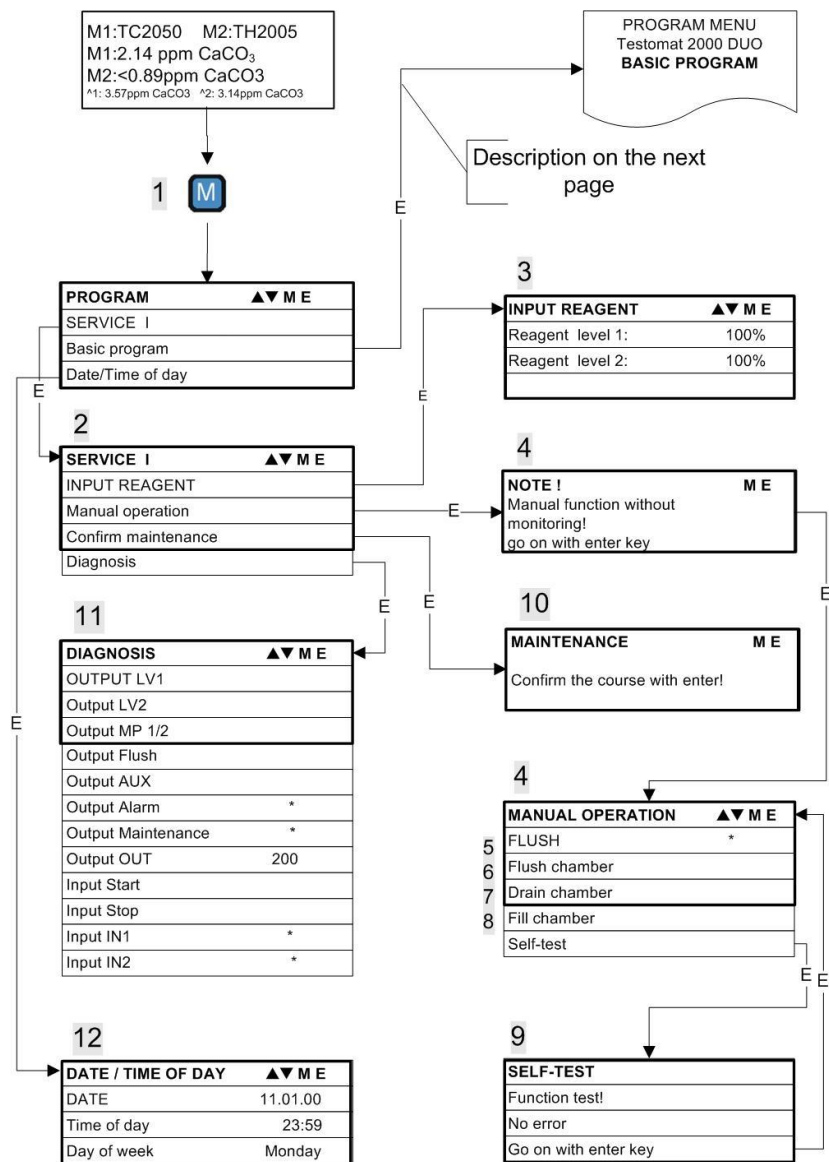 M1:TC2050 M2:TH2005
M1:2.14 ppm CaCO₃
M2:<0.89ppm CaCO3
^1: 3.57ppm CaCO3 ^2: 3.14ppm CaCO3
PROGRAM MENU
Testomat 2000 DUO
BASIC PROGRAM
Description on the next
page
1 M
E
PROGRAM ▲▼ M E
SERVICE I
Basic program
Date/Time of day
E
E
3
INPUT REAGENT ▲▼ M E
Reagent level 1: 100%
Reagent level 2: 100%
E
2
SERVICE I ▲▼ M E
INPUT REAGENT
Manual operation
Confirm maintenance
Diagnosis
E
E
E
4
NOTE ! M E
Manual function without
monitoring!
go on with enter key
E
10
MAINTENANCE M E
Confirm the course with enter!
11
DIAGNOSIS ▲▼ M E
OUTPUT LV1
Output LV2
Output MP 1/2
Output Flush
Output AUX
Output Alarm *
Output Maintenance *
Output OUT 200
Input Start
Input Stop
Input IN1 *
Input IN2 *
4
MANUAL OPERATION ▲▼ M E
5 FLUSH *
6 Flush chamber
7 Drain chamber
8 Fill chamber
Self-test
E E
12
DATE / TIME OF DAY ▲▼ M E
DATE 11.01.00
Time of day 23:59
Day of week Monday
9
SELF-TEST
Function test!
No error
Go on with enter key